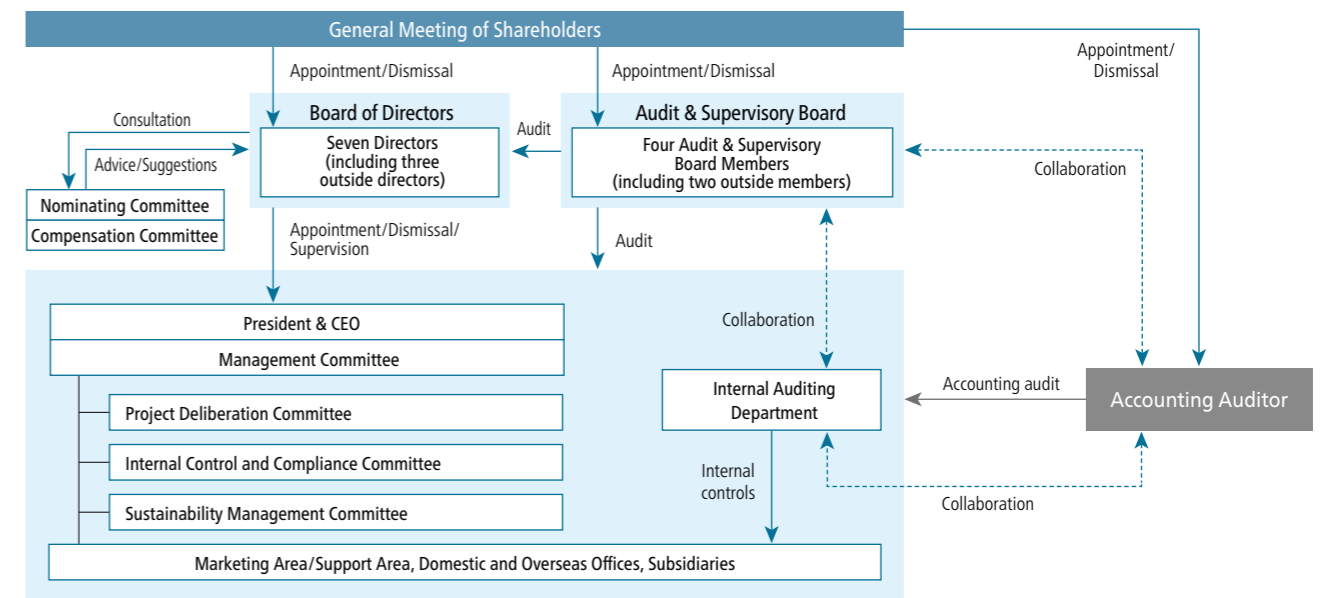 General Meeting of Shareholders
Appointment/Dismissal
Appointment/Dismissal
Appointment/
Dismissal
Consultation
Advice/Suggestions
Nominating Committee
Compensation Committee
Board of Directors
Seven Directors
(including three
outside directors)
Audit
Audit & Supervisory Board
Four Audit & Supervisory
Board Members
(including two outside members)
Collaboration
Appointment/Dismissal/
Supervision
Audit
President & CEO
Management Committee
Project Deliberation Committee
Internal Control and Compliance Committee
Sustainability Management Committee
Collaboration
Internal Auditing
Department
Accounting audit
Accounting Auditor
Internal
controls
Collaboration
Marketing Area/Support Area, Domestic and Overseas Offices, Subsidiaries